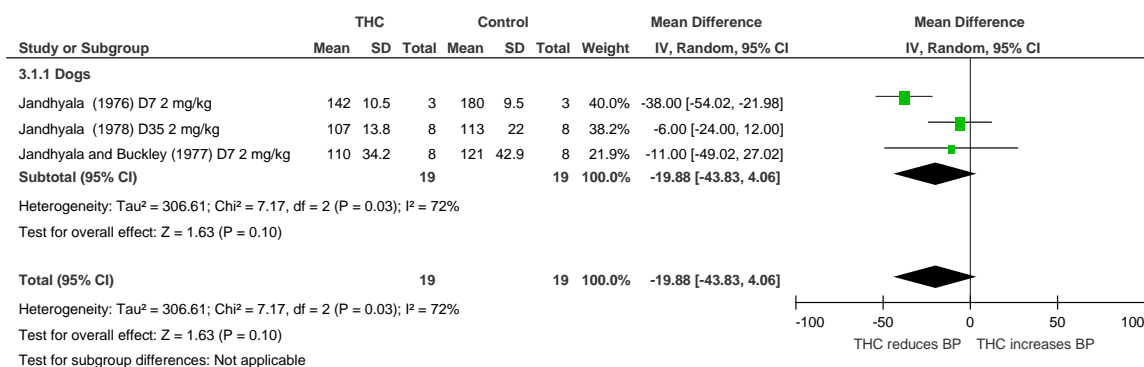 THC Control Mean Difference Mean Difference
Study or Subgroup Mean SD Total Mean SD Total Weight IV, Random, 95% CI IV, Random, 95% CI
3.1.1 Dogs
Jandhyala (1976) D7 2 mg/kg 142 10.5 3 180 9.5 3 40.0% -38.00 [-54.02, -21.98]
Jandhyala (1978) D35 2 mg/kg 107 13.8 8 113 22 8 38.2% -6.00 [-24.00, 12.00]
Jandhyala and Buckley (1977) D7 2 mg/kg 110 34.2 8 121 42.9 8 21.9% -11.00 [-49.02, 27.02]
Subtotal (95% CI) 19 19 100.0% -19.88 [-43.83, 4.06]
Heterogeneity: Tau² = 306.61; Chi² = 7.17, df = 2 (P = 0.03); I² = 72%
Test for overall effect: Z = 1.63 (P = 0.10)
Total (95% CI) 19 19 100.0% -19.88 [-43.83, 4.06]
Heterogeneity: Tau² = 306.61; Chi² = 7.17, df = 2 (P = 0.03); I² = 72%
Test for overall effect: Z = 1.63 (P = 0.10)
Test for subgroup differences: Not applicable
-100 -50 0 50 100
THC reduces BP THC increases BP